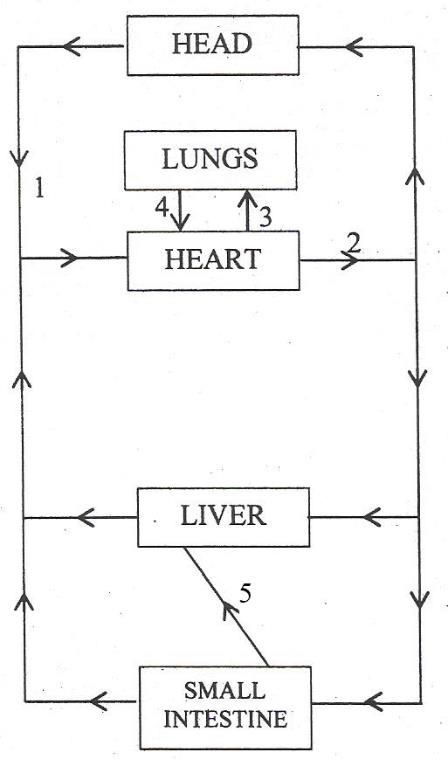 HEAD
LUNGS
1
4
3
HEART
2
LIVER
5
SMALL
INTESTINE